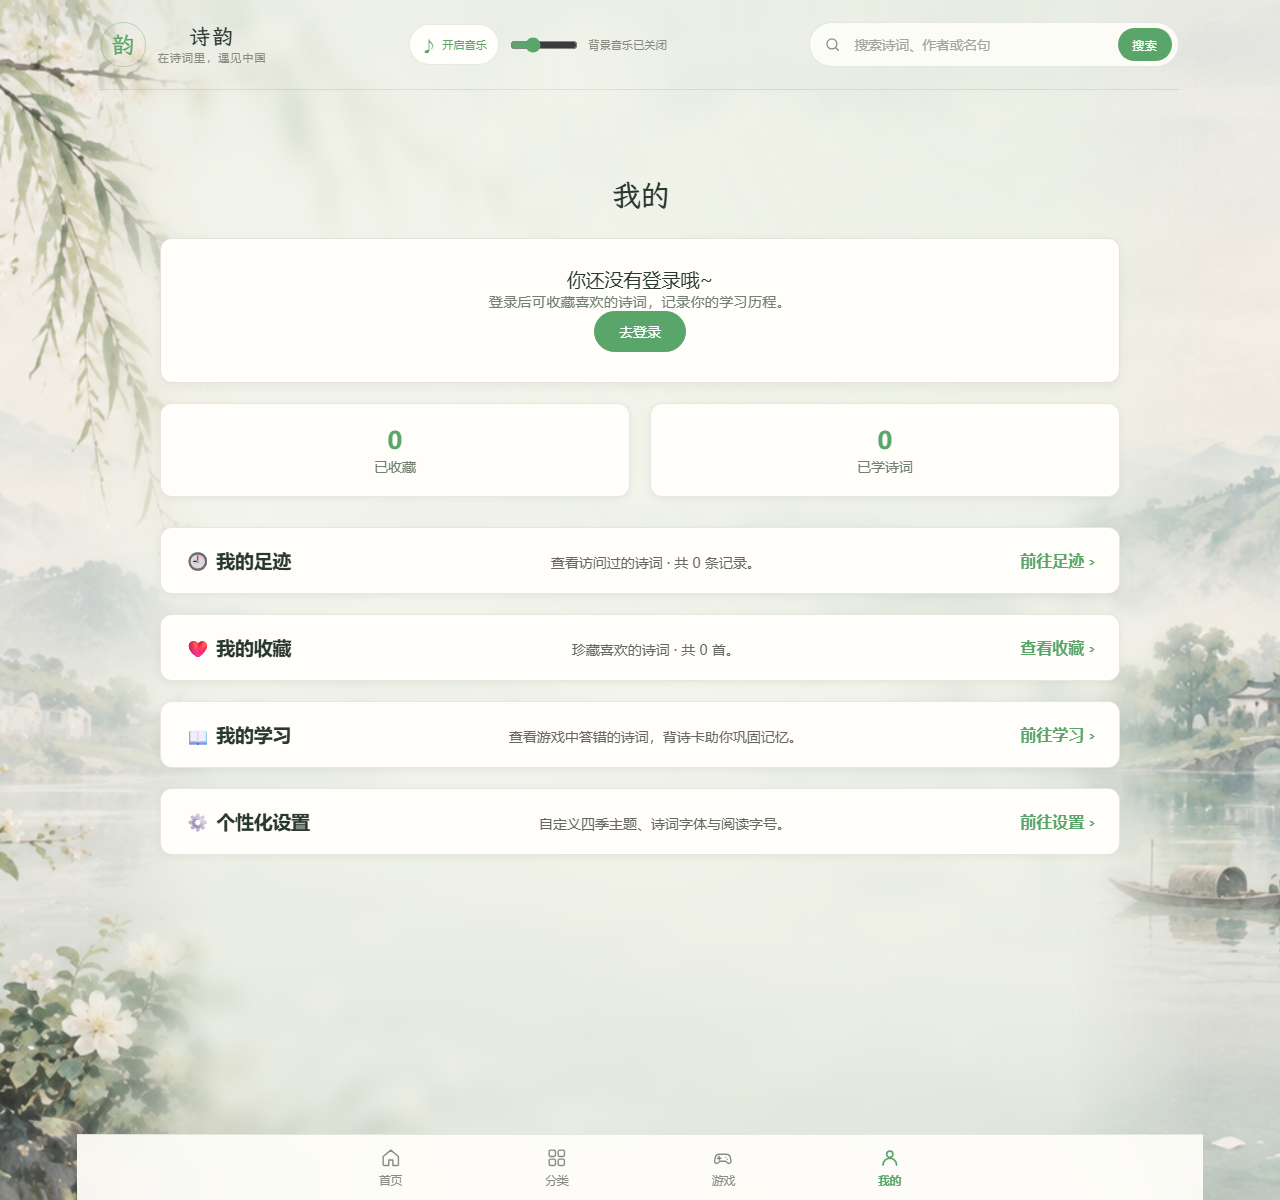 韵
诗韵
在诗词里，遇见中国
开启音乐
背景音乐已关闭
搜索诗词、作者或名句
搜索
我的
你还没有登录哦~
登录后可收藏喜欢的诗词，记录你的学习历程。
去登录
0
已收藏
0
已学诗词
我的足迹
查看访问过的诗词 · 共 0 条记录。
前往足迹 ›
我的收藏
珍藏喜欢的诗词 · 共 0 首。
查看收藏 ›
我的学习
查看游戏中答错的诗词，背诗卡助你巩固记忆。
前往学习 ›
个性化设置
自定义四季主题、诗词字体与阅读字号。
前往设置 ›
首页
分类
游戏
我的